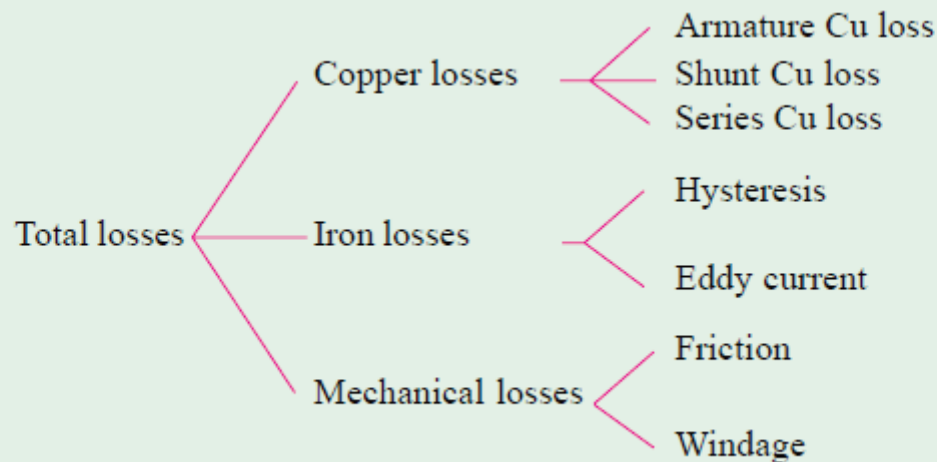 Total losses
Copper losses
Armature Cu loss
Shunt Cu loss
Series Cu loss
Iron losses
Hysteresis
Eddy current
Mechanical losses
Friction
Windage